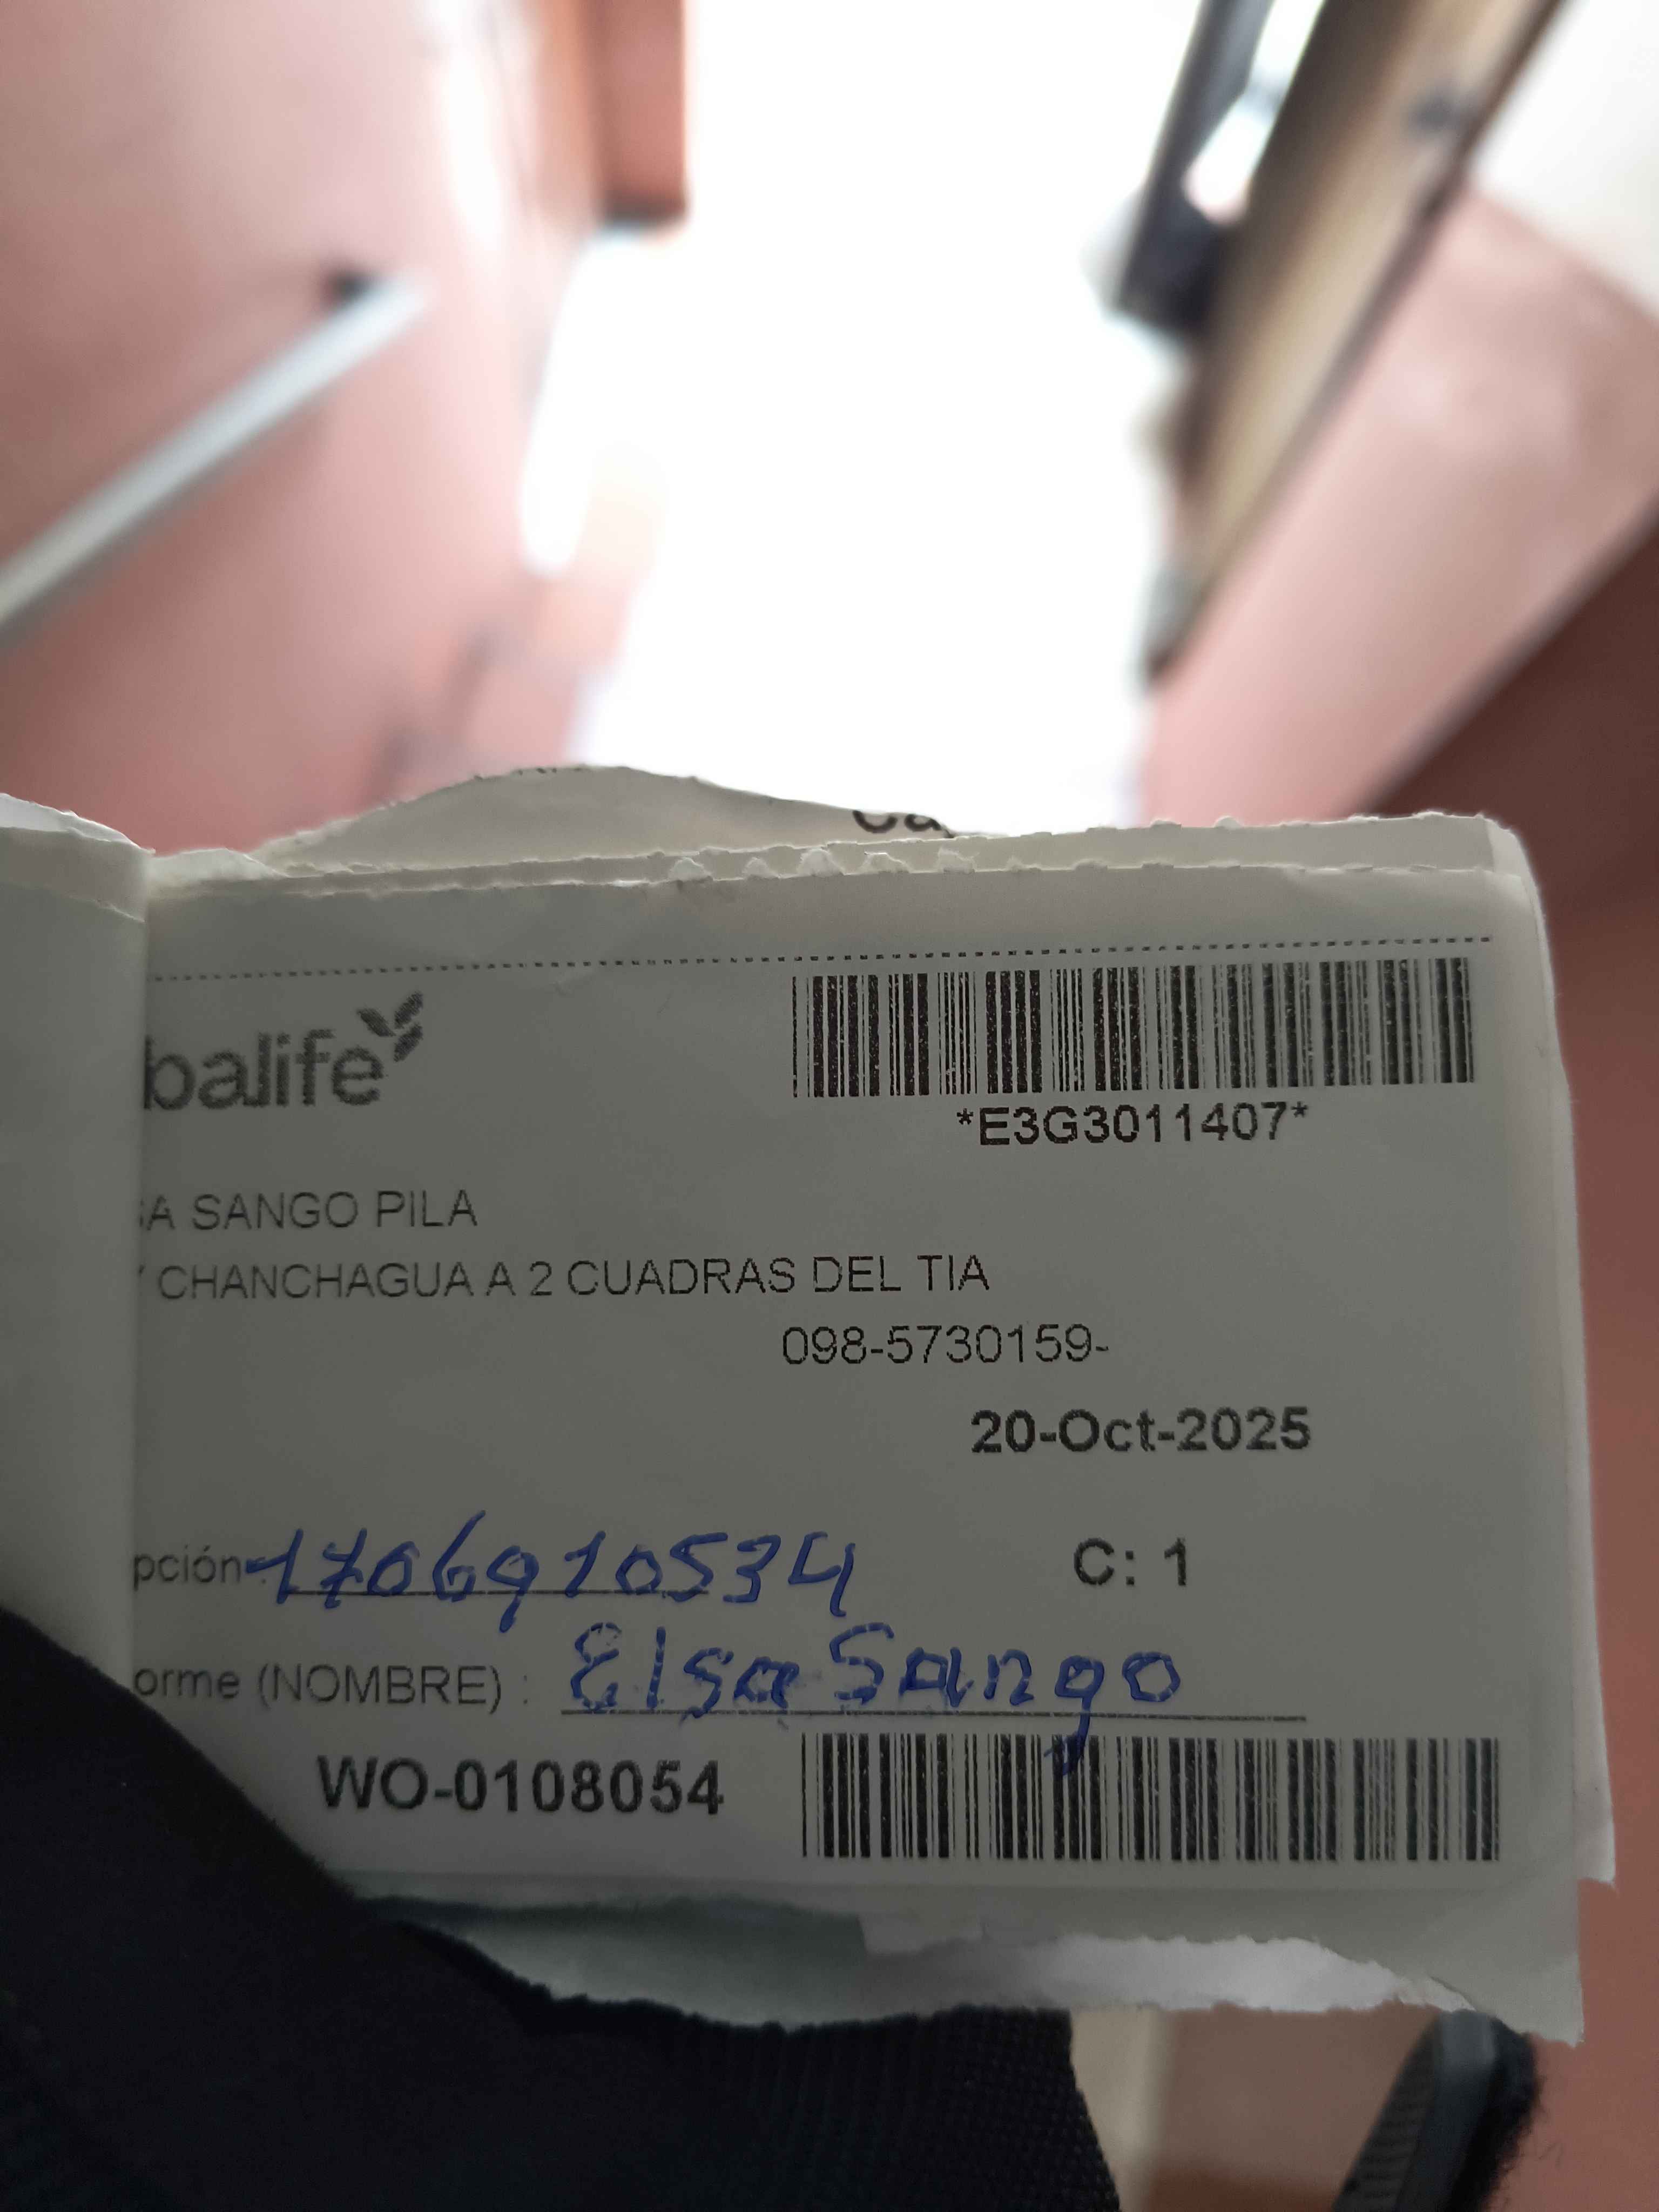 balife
*E3G3011407*
SA SANGO PILA
Y CHANCHAGUA A 2 CUADRAS DEL TIA
098-5730159-
20-Oct-2025
pción: 1706910534 C: 1
orme (NOMBRE) : Elsa Sango
WO-0108054